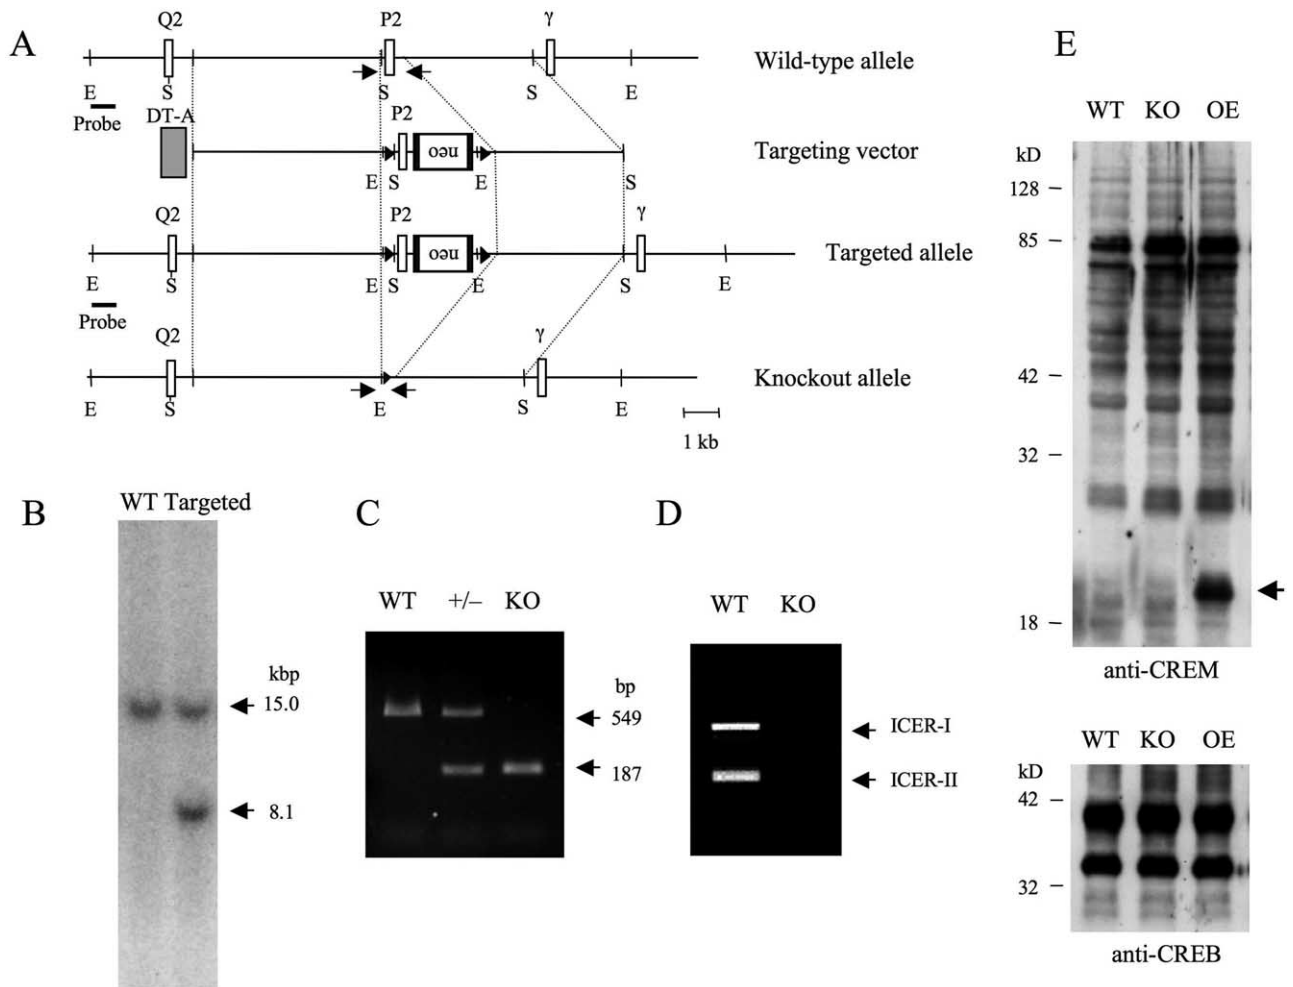 A
Q2 P2 γ
Wild-type allele
E S S S E
Probe
DT-A P2
neo
Targeting vector
E S E S
Q2 P2 γ
neo
Targeted allele
E S E S E S E
Probe
Q2 γ
Knockout allele
E S E S E
1 kb
B
WT Targeted
kbp
15.0
8.1
C
WT +/– KO
bp
549
187
D
WT KO
ICER-I
ICER-II
E
WT KO OE
kD
128
85
42
32
18
anti-CREM
WT KO OE
kD
42
32
anti-CREB